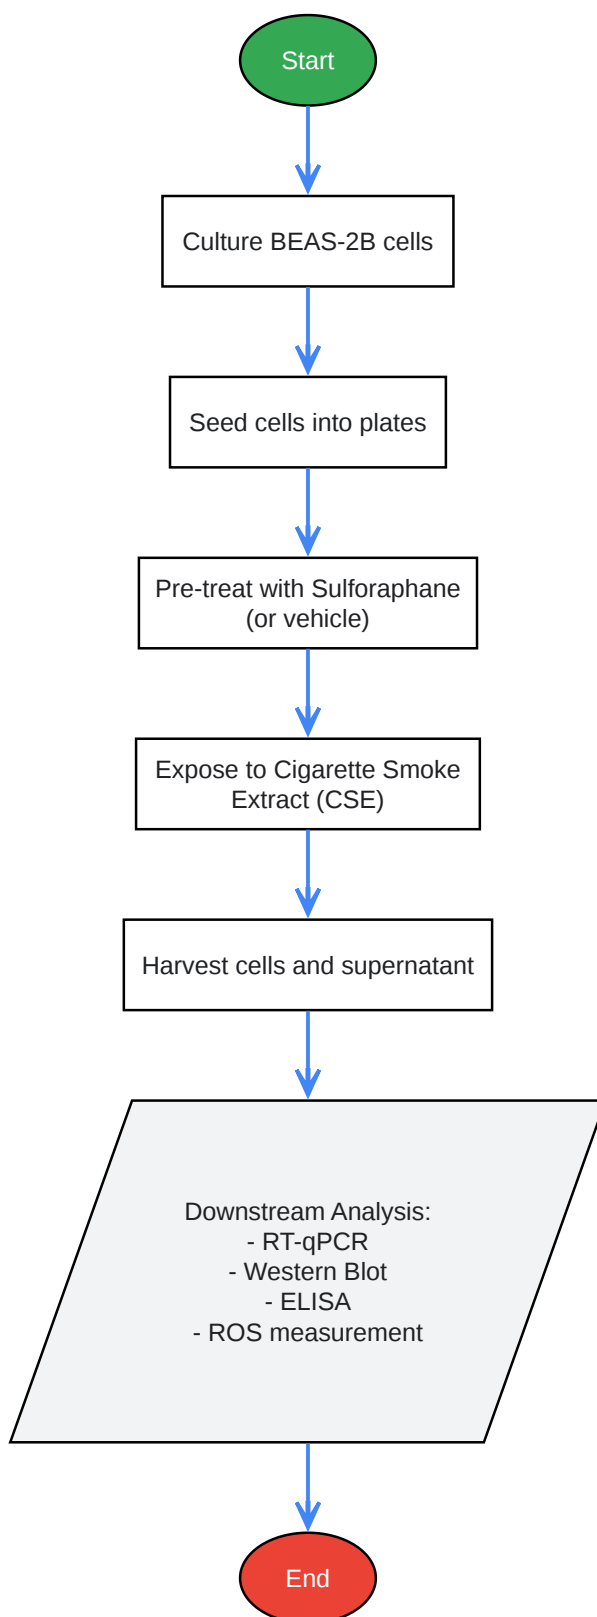 Start
Culture BEAS-2B cells
Seed cells into plates
Pre-treat with Sulforaphane
(or vehicle)
Expose to Cigarette Smoke
Extract (CSE)
Harvest cells and supernatant
Downstream Analysis:
- RT-qPCR
- Western Blot
- ELISA
- ROS measurement
End